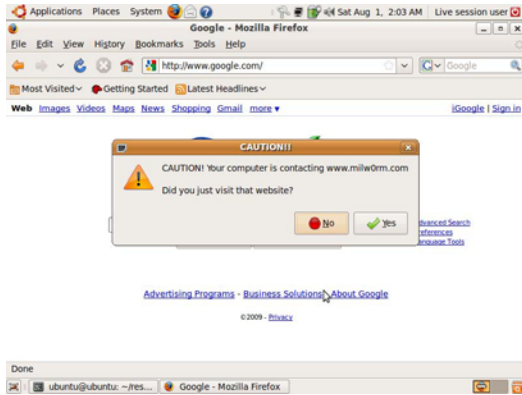 Applications Places System Sat Aug 1, 2:03 AM Live session user
Google - Mozilla Firefox
File Edit View History Bookmarks Tools Help
http://www.google.com/ Google
Most Visited Getting Started Latest Headlines
Web Images Videos Maps News Shopping Gmail more iGoogle | Sign in
CAUTION!!
CAUTION! Your computer is contacting www.milw0rm.com
Did you just visit that website?
No Yes
Advanced Search
Preferences
Language Tools
Advertising Programs - Business Solutions About Google
©2009 - Privacy
Done
ubuntu@ubuntu: ~/res... Google - Mozilla Firefox